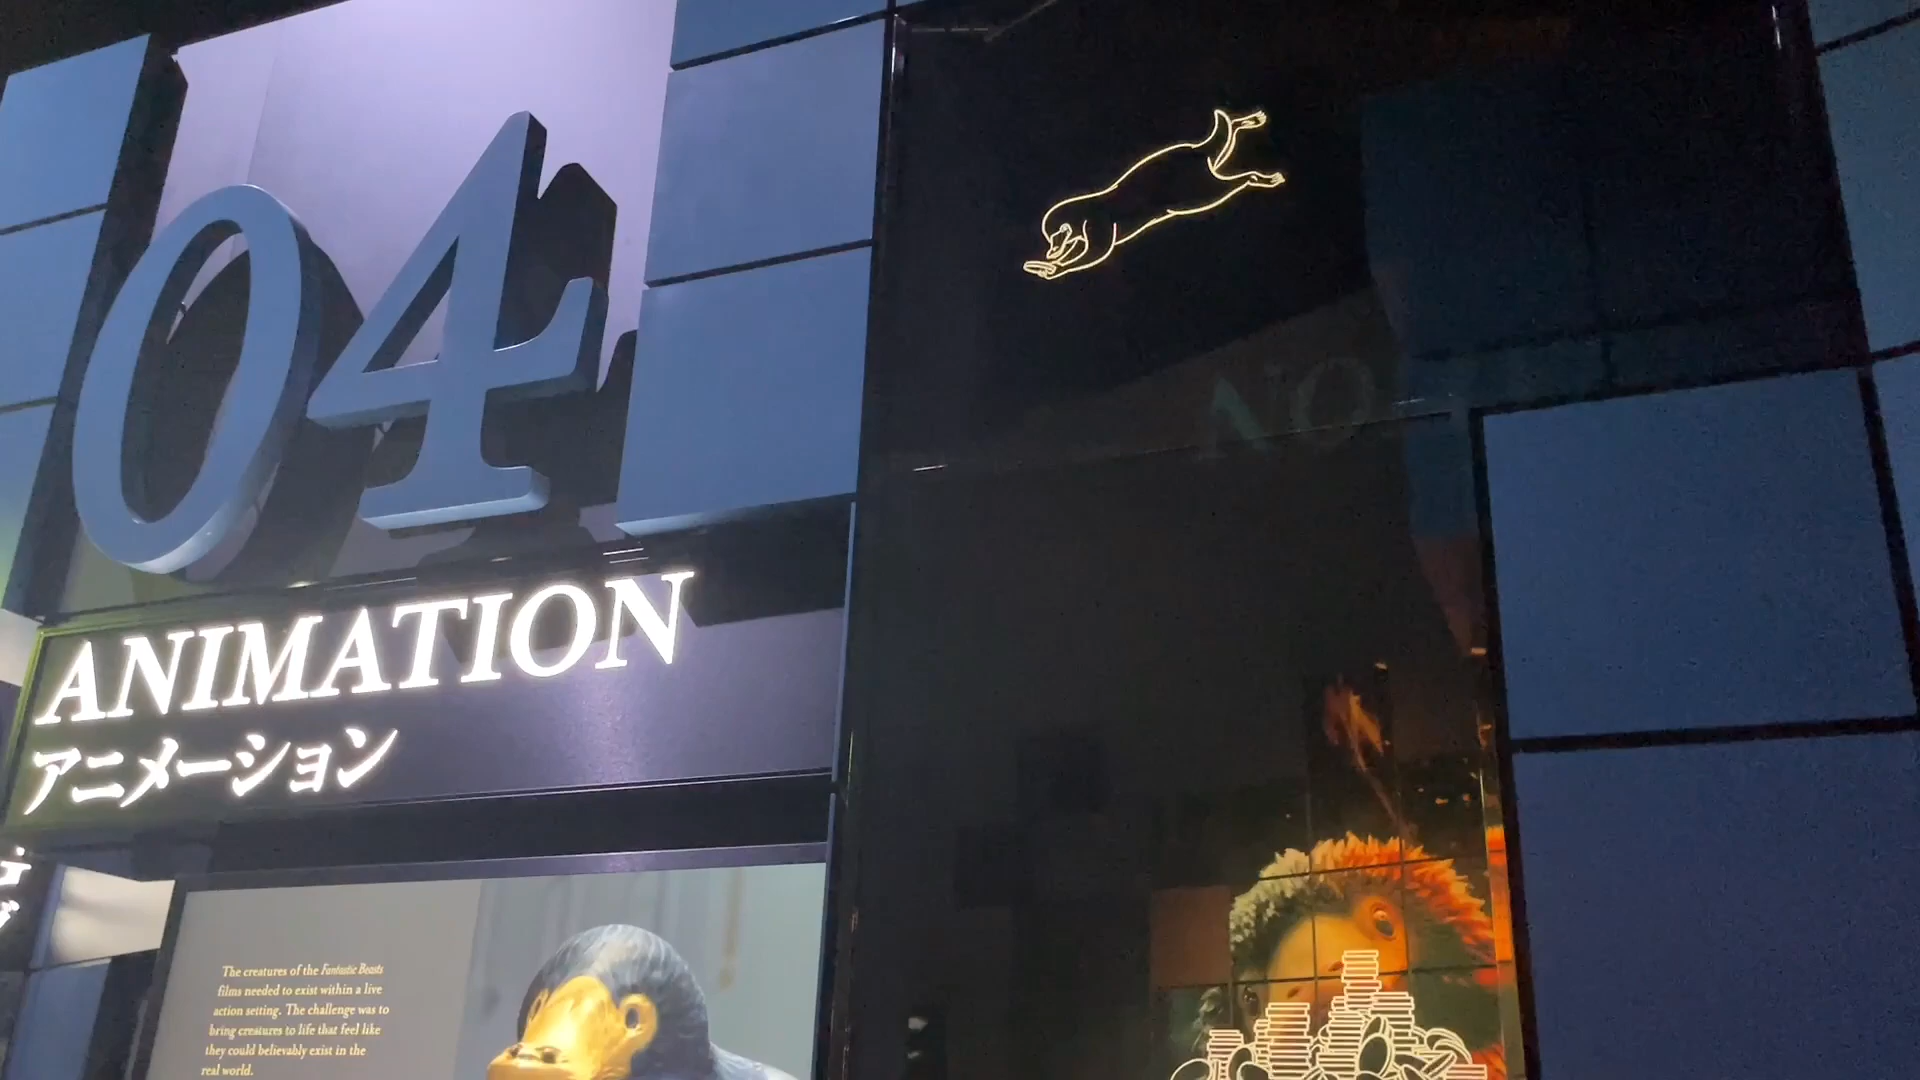 04
ANIMATION
アニメーション
The creatures of the Fantastic Beasts
films needed to exist within a live
action setting. The challenge was to
bring creatures to life that feel like
they could believably exist in the
real world.